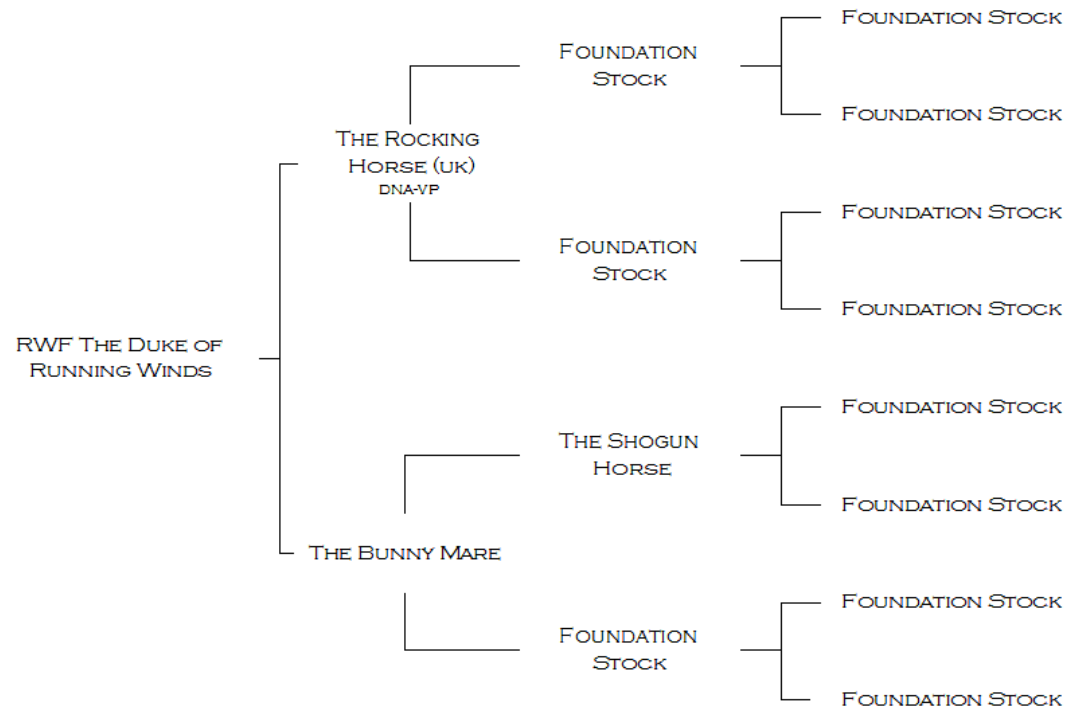 Foundation Stock
Foundation
Stock
Foundation Stock
The Rocking
Horse (UK)
DNA-VP
Foundation Stock
Foundation
Stock
Foundation Stock
RWF The Duke of
Running Winds
Foundation Stock
The Shogun
Horse
Foundation Stock
The Bunny Mare
Foundation Stock
Foundation
Stock
Foundation Stock